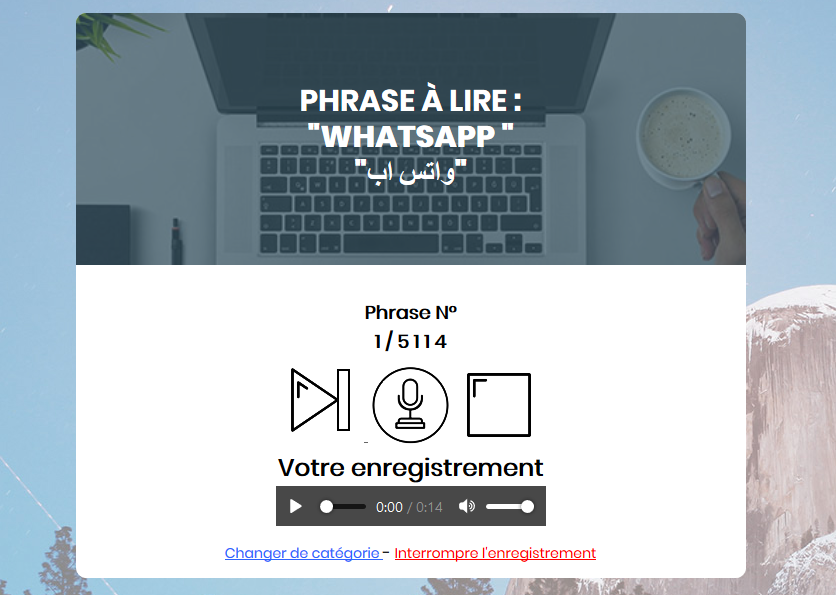 PHRASE À LIRE :
"WHATSAPP "
"واتس اب"
Phrase N°
1 / 5114
Votre enregistrement
0:00 / 0:14
Changer de catégorie - Interrompre l'enregistrement